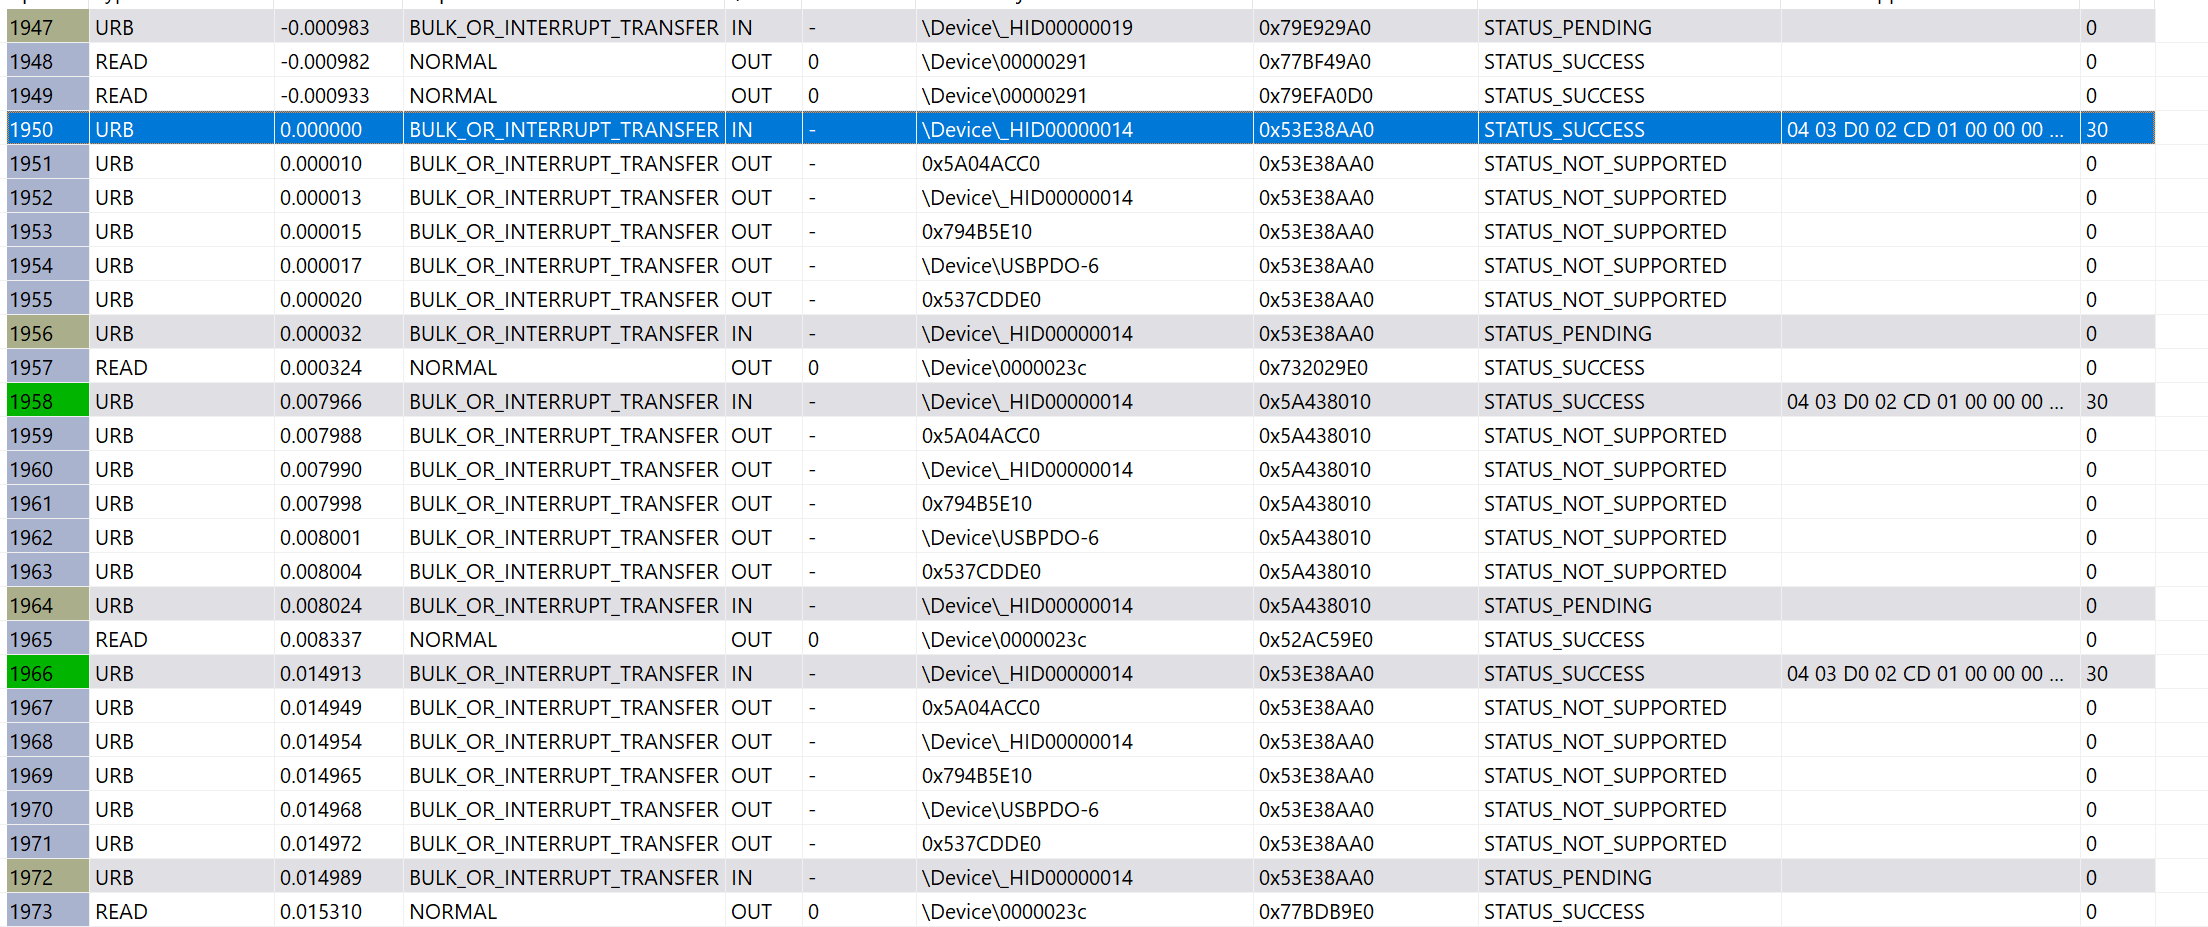 1947 URB -0.000983 BULK_OR_INTERRUPT_TRANSFER IN - \Device\_HID00000019 0x79E929A0 STATUS_PENDING 0
1948 READ -0.000982 NORMAL OUT 0 \Device\00000291 0x77BF49A0 STATUS_SUCCESS 0
1949 READ -0.000933 NORMAL OUT 0 \Device\00000291 0x79EFA0D0 STATUS_SUCCESS 0
1950 URB 0.000000 BULK_OR_INTERRUPT_TRANSFER IN - \Device\_HID00000014 0x53E38AA0 STATUS_SUCCESS 04 03 D0 02 CD 01 00 00 00 ... 30
1951 URB 0.000010 BULK_OR_INTERRUPT_TRANSFER OUT - 0x5A04ACC0 0x53E38AA0 STATUS_NOT_SUPPORTED 0
1952 URB 0.000013 BULK_OR_INTERRUPT_TRANSFER OUT - \Device\_HID00000014 0x53E38AA0 STATUS_NOT_SUPPORTED 0
1953 URB 0.000015 BULK_OR_INTERRUPT_TRANSFER OUT - 0x794B5E10 0x53E38AA0 STATUS_NOT_SUPPORTED 0
1954 URB 0.000017 BULK_OR_INTERRUPT_TRANSFER OUT - \Device\USBPDO-6 0x53E38AA0 STATUS_NOT_SUPPORTED 0
1955 URB 0.000020 BULK_OR_INTERRUPT_TRANSFER OUT - 0x537CDDE0 0x53E38AA0 STATUS_NOT_SUPPORTED 0
1956 URB 0.000032 BULK_OR_INTERRUPT_TRANSFER IN - \Device\_HID00000014 0x53E38AA0 STATUS_PENDING 0
1957 READ 0.000324 NORMAL OUT 0 \Device\0000023c 0x732029E0 STATUS_SUCCESS 0
1958 URB 0.007966 BULK_OR_INTERRUPT_TRANSFER IN - \Device\_HID00000014 0x5A438010 STATUS_SUCCESS 04 03 D0 02 CD 01 00 00 00 ... 30
1959 URB 0.007988 BULK_OR_INTERRUPT_TRANSFER OUT - 0x5A04ACC0 0x5A438010 STATUS_NOT_SUPPORTED 0
1960 URB 0.007990 BULK_OR_INTERRUPT_TRANSFER OUT - \Device\_HID00000014 0x5A438010 STATUS_NOT_SUPPORTED 0
1961 URB 0.007998 BULK_OR_INTERRUPT_TRANSFER OUT - 0x794B5E10 0x5A438010 STATUS_NOT_SUPPORTED 0
1962 URB 0.008001 BULK_OR_INTERRUPT_TRANSFER OUT - \Device\USBPDO-6 0x5A438010 STATUS_NOT_SUPPORTED 0
1963 URB 0.008004 BULK_OR_INTERRUPT_TRANSFER OUT - 0x537CDDE0 0x5A438010 STATUS_NOT_SUPPORTED 0
1964 URB 0.008024 BULK_OR_INTERRUPT_TRANSFER IN - \Device\_HID00000014 0x5A438010 STATUS_PENDING 0
1965 READ 0.008337 NORMAL OUT 0 \Device\0000023c 0x52AC59E0 STATUS_SUCCESS 0
1966 URB 0.014913 BULK_OR_INTERRUPT_TRANSFER IN - \Device\_HID00000014 0x53E38AA0 STATUS_SUCCESS 04 03 D0 02 CD 01 00 00 00 ... 30
1967 URB 0.014949 BULK_OR_INTERRUPT_TRANSFER OUT - 0x5A04ACC0 0x53E38AA0 STATUS_NOT_SUPPORTED 0
1968 URB 0.014954 BULK_OR_INTERRUPT_TRANSFER OUT - \Device\_HID00000014 0x53E38AA0 STATUS_NOT_SUPPORTED 0
1969 URB 0.014965 BULK_OR_INTERRUPT_TRANSFER OUT - 0x794B5E10 0x53E38AA0 STATUS_NOT_SUPPORTED 0
1970 URB 0.014968 BULK_OR_INTERRUPT_TRANSFER OUT - \Device\USBPDO-6 0x53E38AA0 STATUS_NOT_SUPPORTED 0
1971 URB 0.014972 BULK_OR_INTERRUPT_TRANSFER OUT - 0x537CDDE0 0x53E38AA0 STATUS_NOT_SUPPORTED 0
1972 URB 0.014989 BULK_OR_INTERRUPT_TRANSFER IN - \Device\_HID00000014 0x53E38AA0 STATUS_PENDING 0
1973 READ 0.015310 NORMAL OUT 0 \Device\0000023c 0x77BDB9E0 STATUS_SUCCESS 0